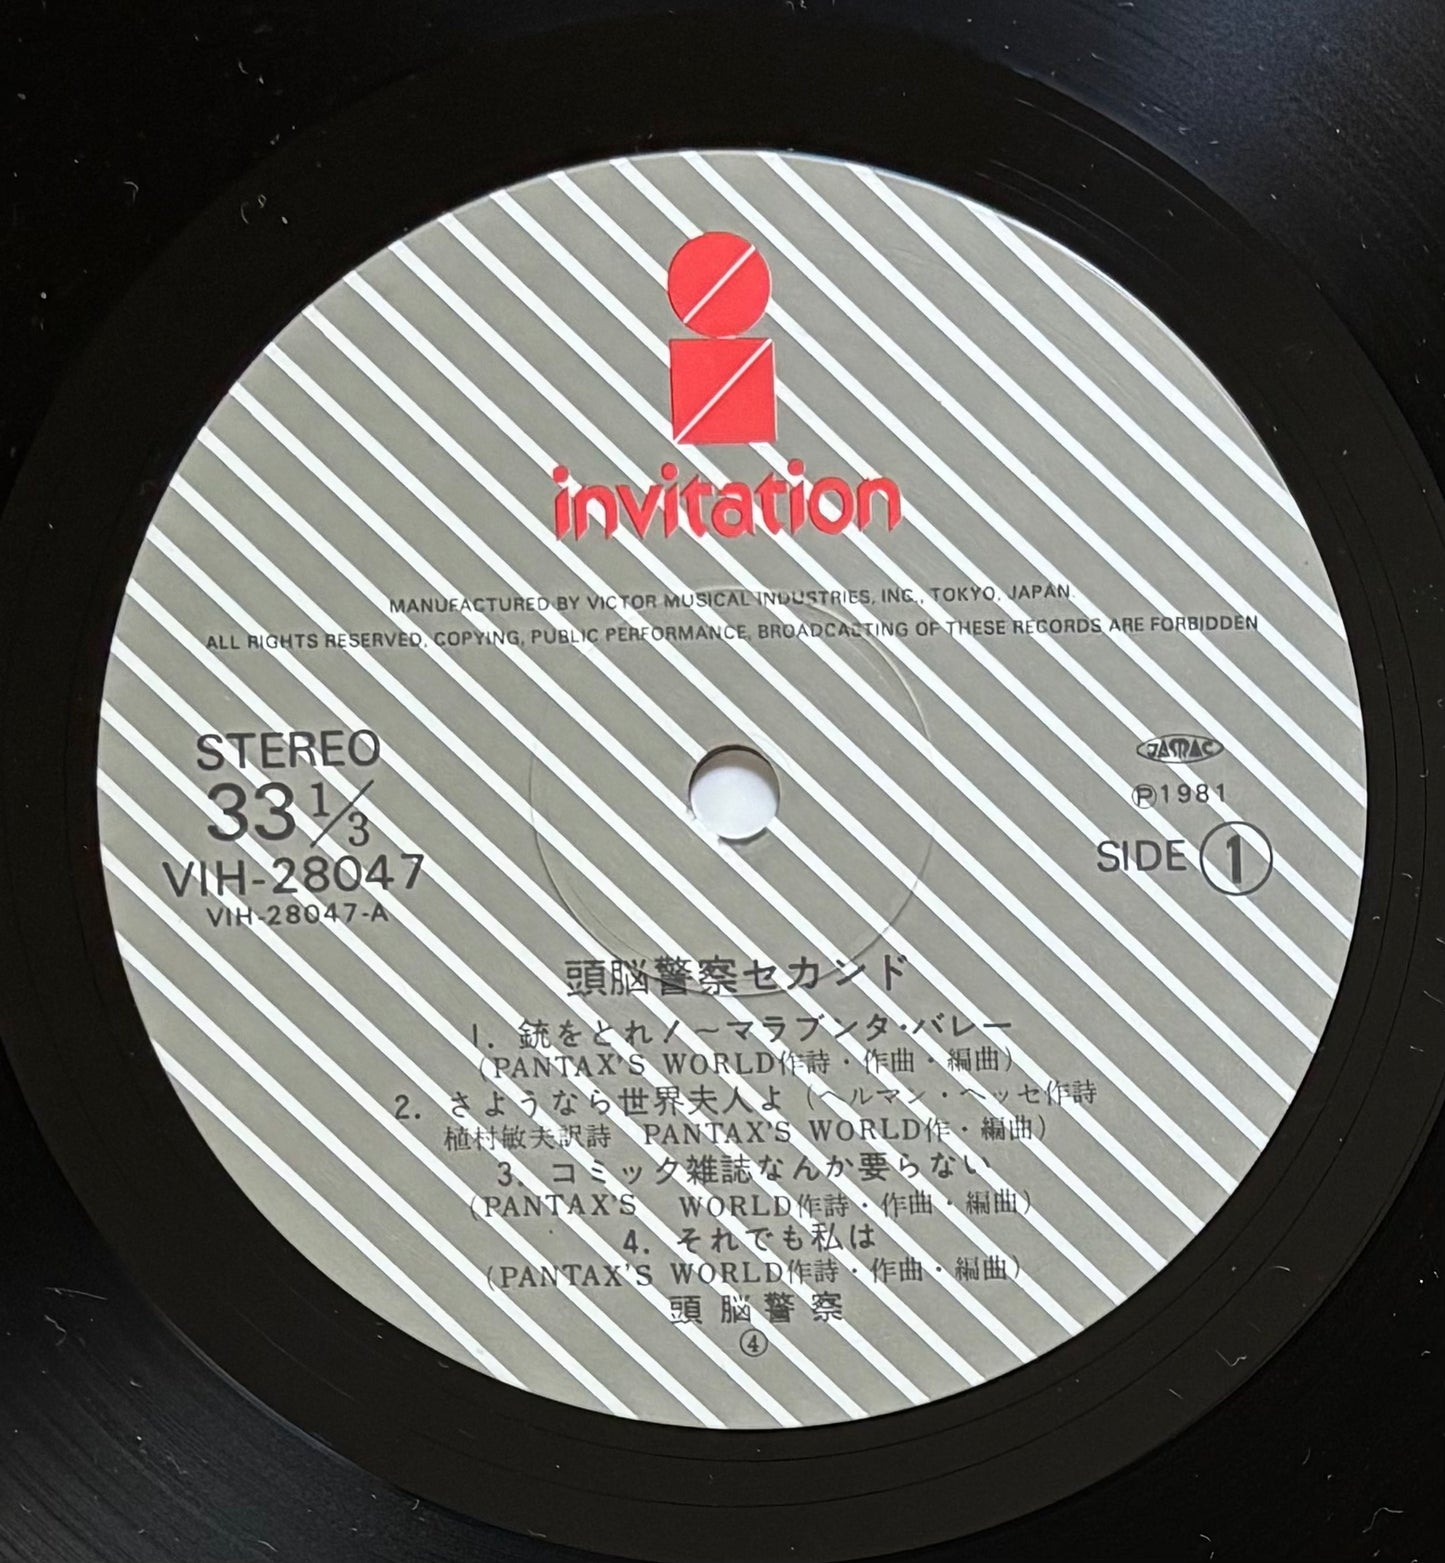 invitation
MANUFACTURED BY VICTOR MUSICAL INDUSTRIES, INC., TOKYO, JAPAN.
ALL RIGHTS RESERVED, COPYING, PUBLIC PERFORMANCE, BROADCASTING OF THESE RECORDS ARE FORBIDDEN
STEREO
33 1/3
VIH-28047
VIH-28047-A
JASRAC
Ⓟ1981
SIDE ①
頭脳警察セカンド
1. 銃をとれ!〜マラブンタ・バレー
(PANTAX'S WORLD作詩・作曲・編曲)
2. さようなら世界夫人よ (ヘルマン・ヘッセ作詩
植村敏夫訳詩 PANTAX'S WORLD作・編曲)
3. コミック雑誌なんか要らない
(PANTAX'S WORLD作詩・作曲・編曲)
4. それでも私は
(PANTAX'S WORLD作詩・作曲・編曲)
頭脳警察
④